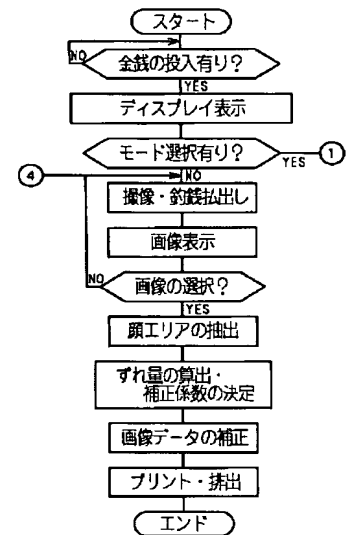 スタート
NO
金銭の投入有り?
YES
ディスプレイ表示
モード選択有り?
YES
1
4
NO
撮像・釣銭払出し
画像表示
NO
画像の選択?
YES
顔エリアの抽出
ずれ量の算出・
補正係数の決定
画像データの補正
プリント・排出
エンド